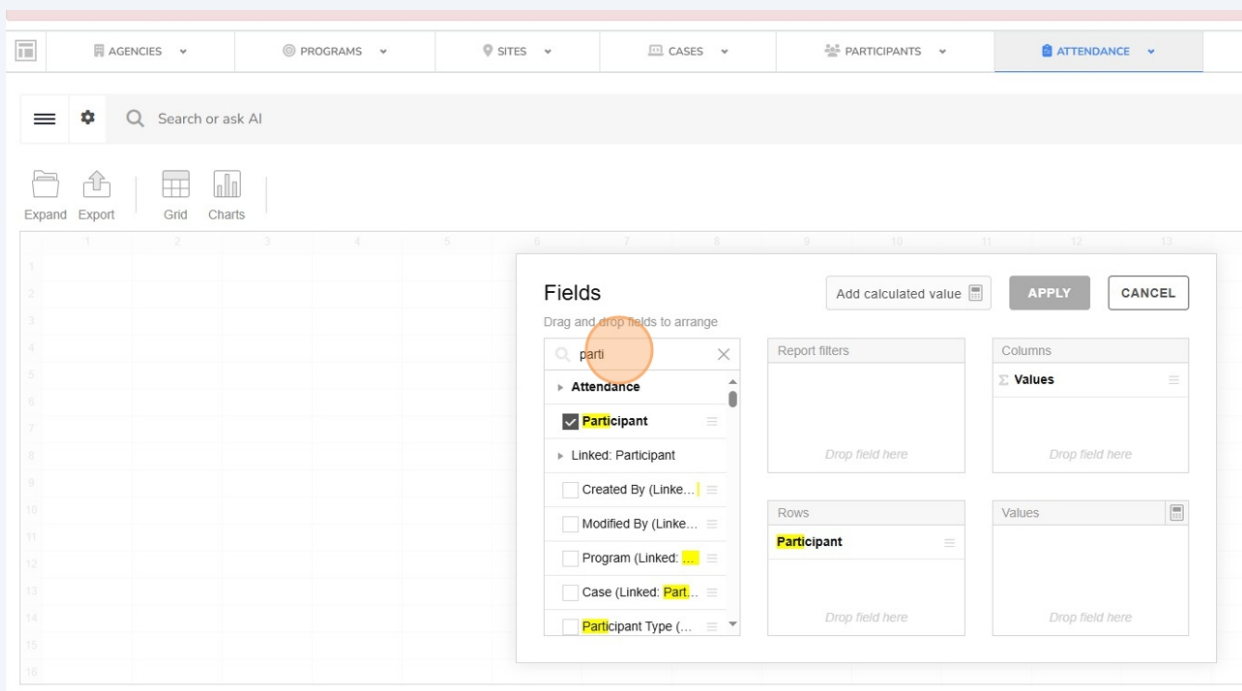 AGENCIES
PROGRAMS
SITES
CASES
PARTICIPANTS
ATTENDANCE
Search or ask AI
Expand
Export
Grid
Charts
1 2 3 4 5 6 7 8 9 10 11 12 13
1
2
3
4
5
6
7
8
9
10
11
12
13
14
15
16
Fields
Add calculated value
APPLY
CANCEL
Drag and drop fields to arrange
parti
Attendance
Participant
Linked: Participant
Created By (Linke...
Modified By (Linke...
Program (Linked: ...
Case (Linked: Part...
Participant Type (...
Report filters
Drop field here
Columns
Σ Values
Drop field here
Rows
Participant
Drop field here
Values
Drop field here